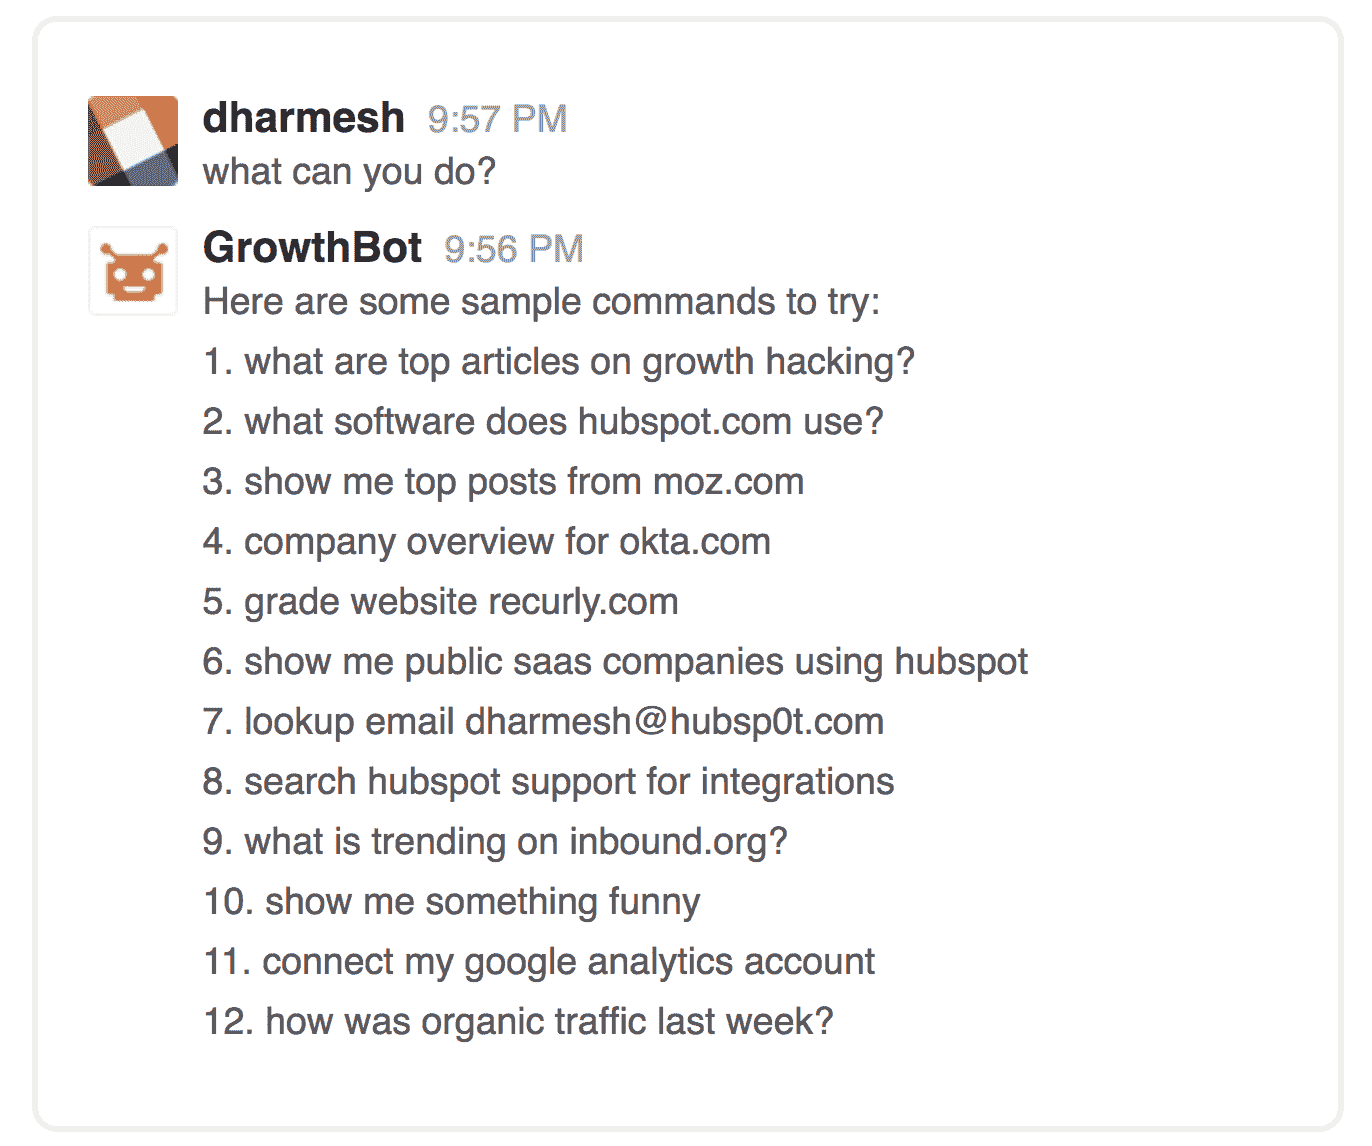 dharmesh 9:57 PM
what can you do?
GrowthBot 9:56 PM
Here are some sample commands to try:
1. what are top articles on growth hacking?
2. what software does hubspot.com use?
3. show me top posts from moz.com
4. company overview for okta.com
5. grade website recurly.com
6. show me public saas companies using hubspot
7. lookup email dharmesh@hubsp0t.com
8. search hubspot support for integrations
9. what is trending on inbound.org?
10. show me something funny
11. connect my google analytics account
12. how was organic traffic last week?